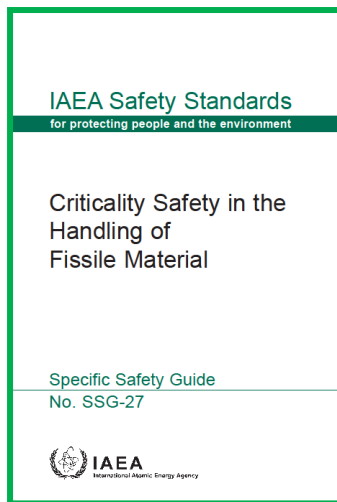 IAEA Safety Standards
for protecting people and the environment
Criticality Safety in the
Handling of
Fissile Material
Specific Safety Guide
No. SSG-27
IAEA
International Atomic Energy Agency